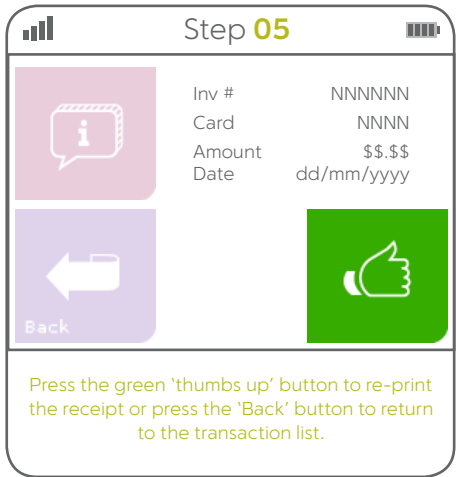 Step 05
i
Inv # NNNNNN
Card NNNN
Amount $$.$$
Date dd/mm/yyyy
Back
Press the green ‘thumbs up’ button to re-print
the receipt or press the ‘Back’ button to return
to the transaction list.